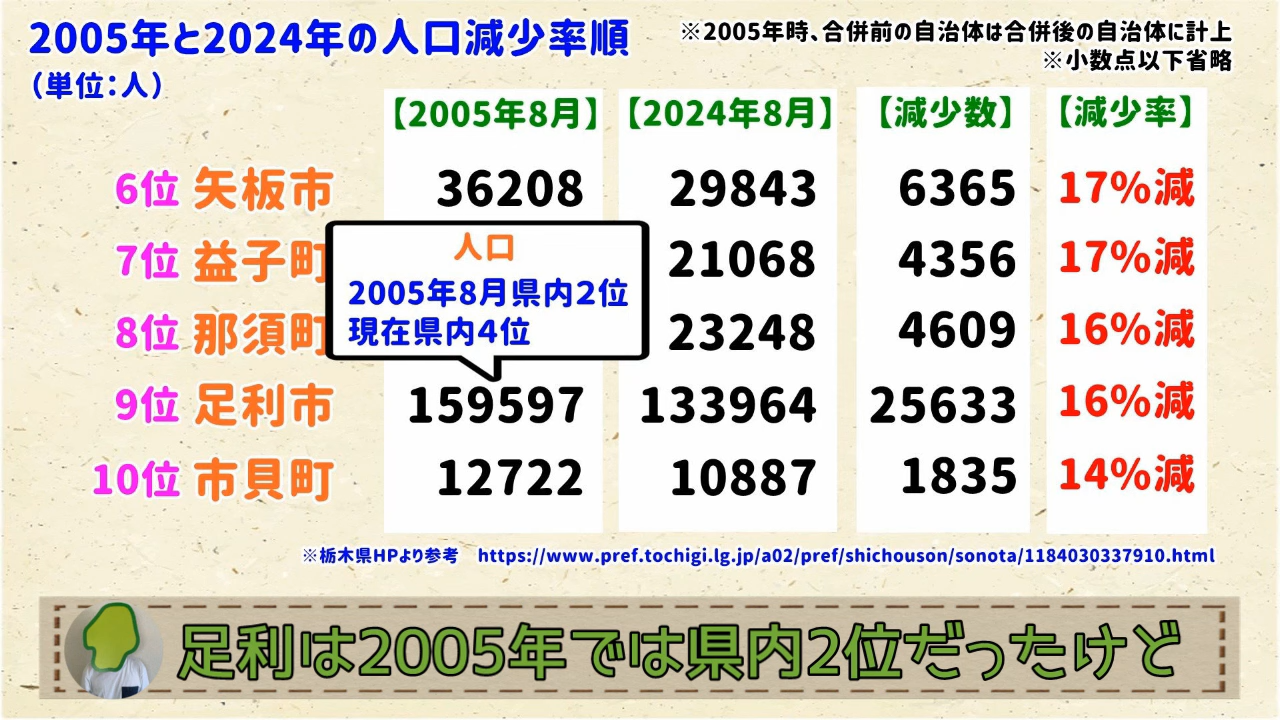 2005年と2024年の人口減少率順
（単位：人）
※2005年時、合併前の自治体は合併後の自治体に計上
※小数点以下省略
【2005年8月】 【2024年8月】 【減少数】 【減少率】
6位 矢板市 36208 29843 6365 17%減
7位 益子町 21068 4356 17%減
人口
2005年8月県内2位
現在県内4位
8位 那須町 23248 4609 16%減
9位 足利市 159597 133964 25633 16%減
10位 市貝町 12722 10887 1835 14%減
※栃木県HPより参考 https://www.pref.tochigi.lg.jp/a02/pref/shichouson/sonota/1184030337910.html
足利は2005年では県内2位だったけど